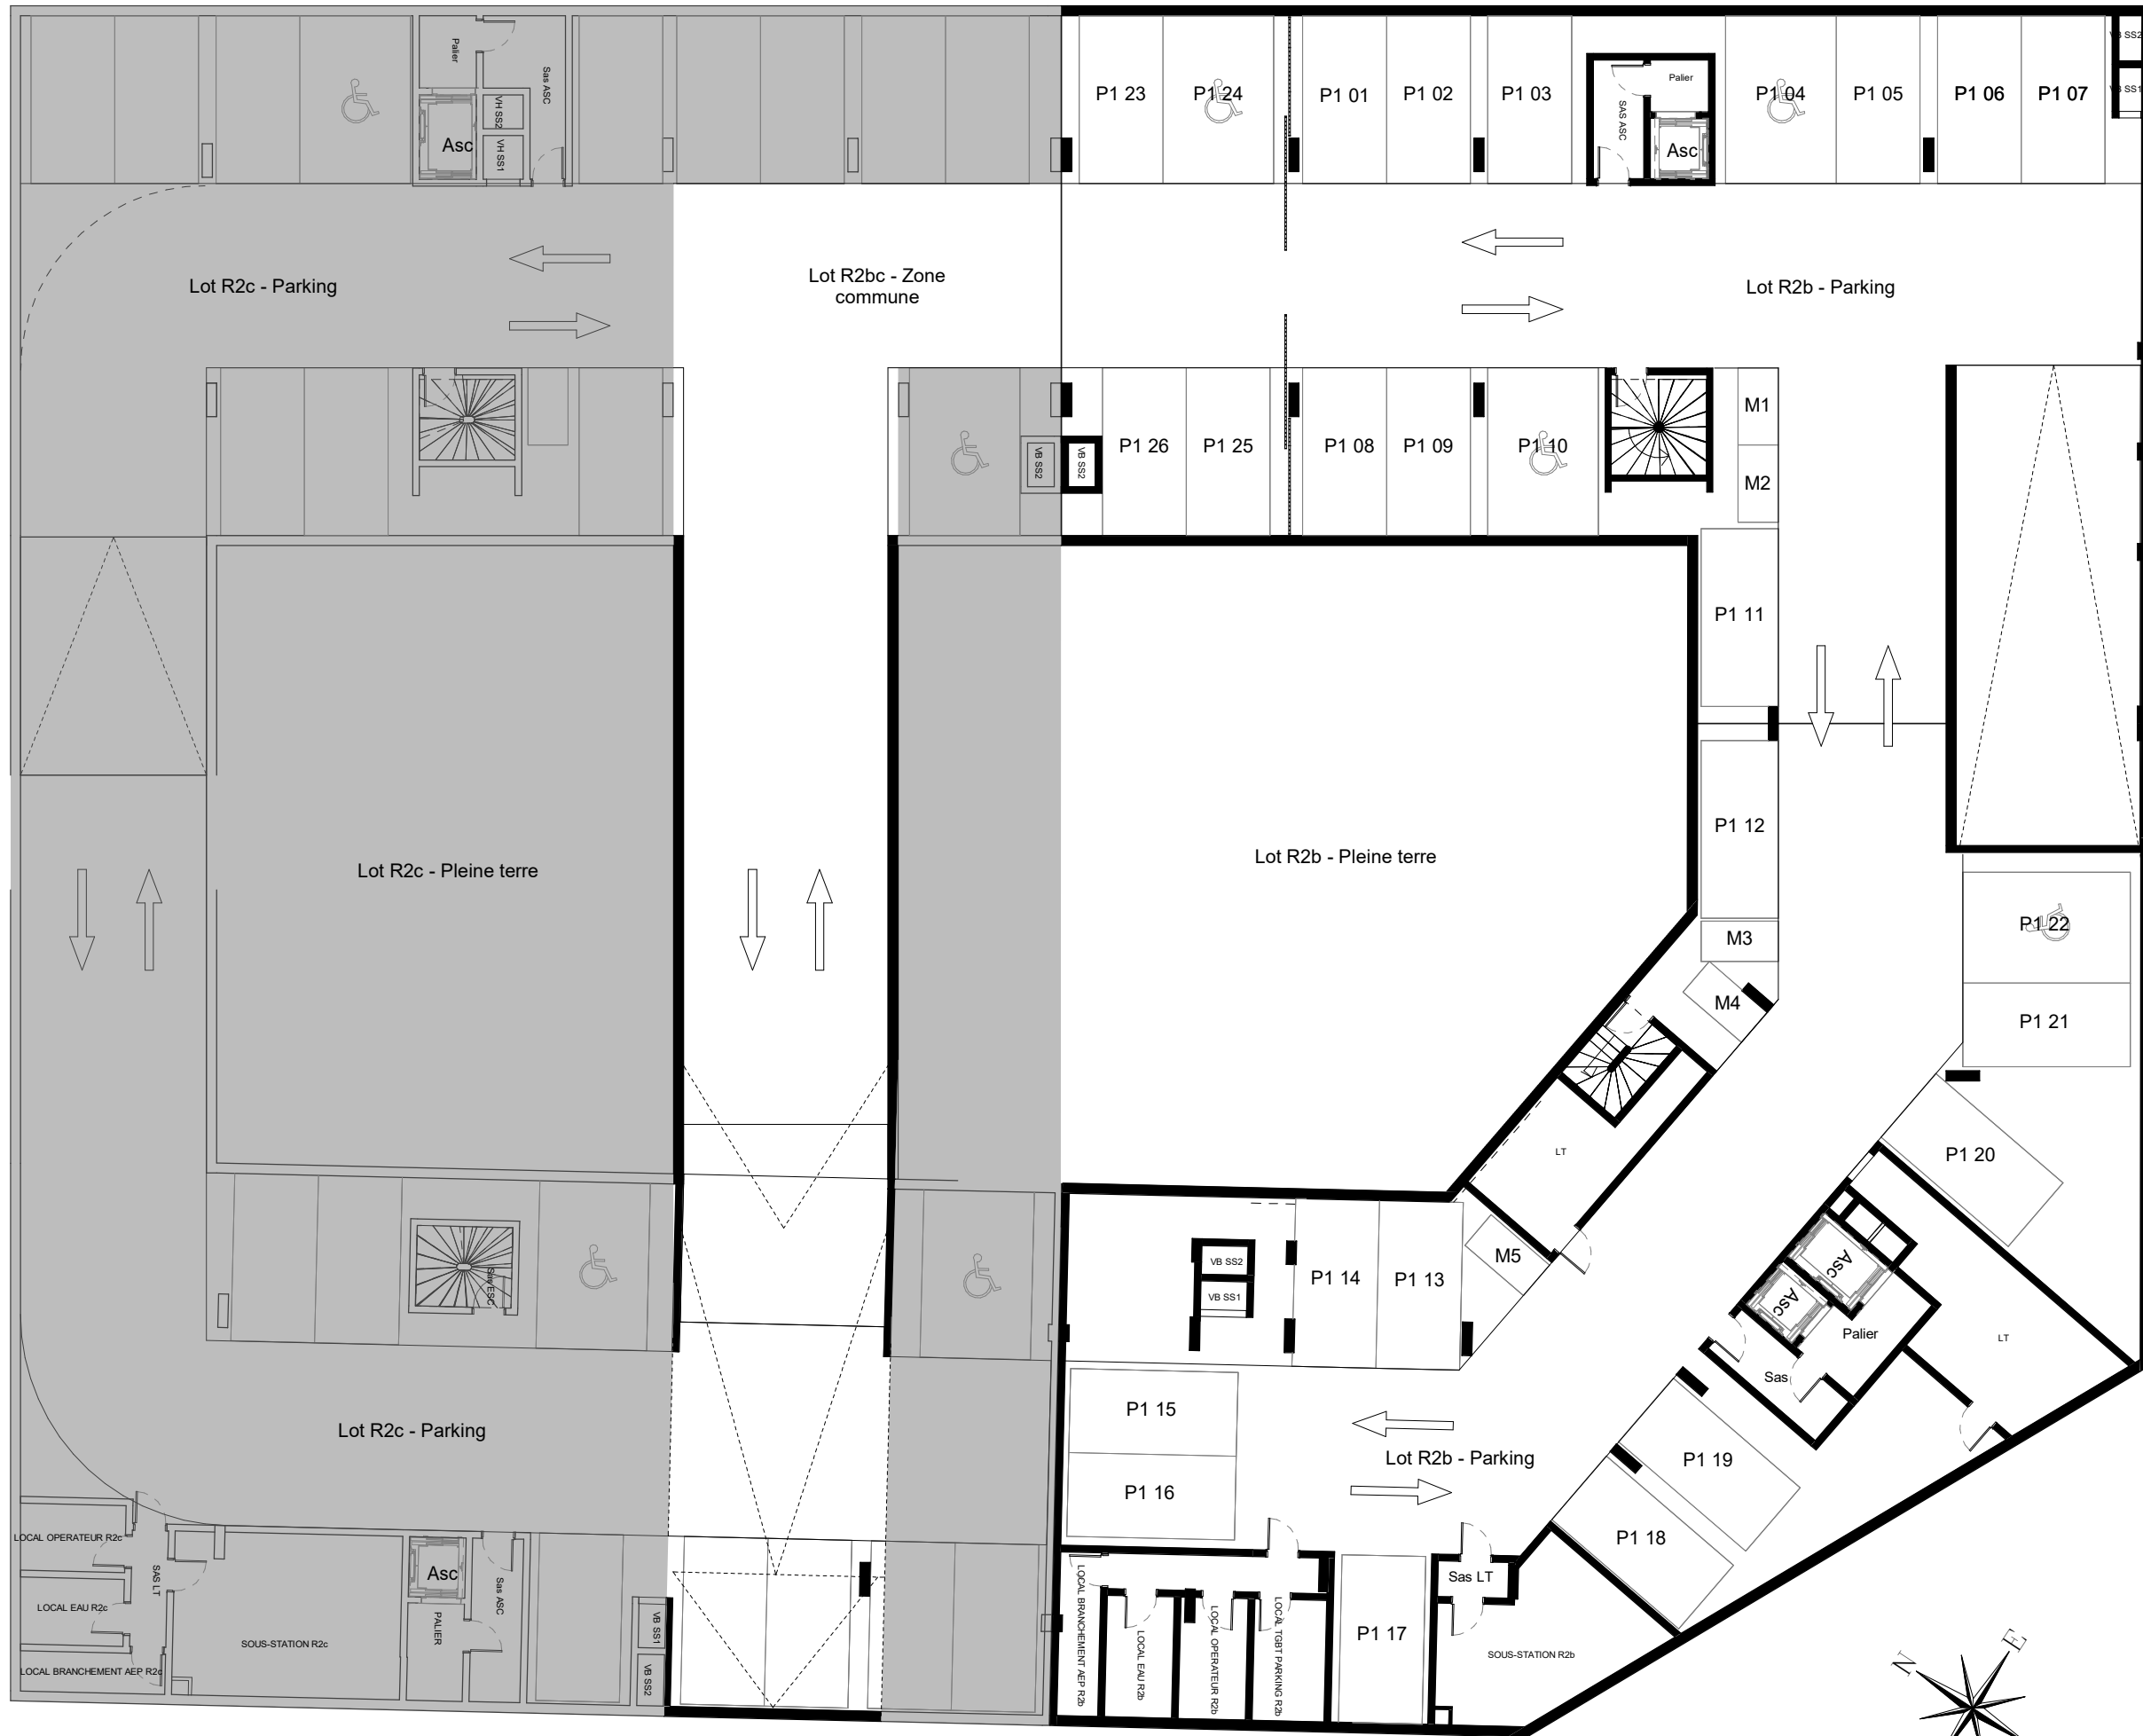 Palier
Sas ASC
VH SS2
VH SS1
Asc
P1 23
P1 24
P1 01
P1 02
P1 03
Palier
SAS ASC
Asc
P1 04
P1 05
P1 06
P1 07
VB SS2
VB SS1
Lot R2c - Parking
Lot R2bc - Zone
commune
Lot R2b - Parking
VB SS2
VB SS2
P1 26
P1 25
P1 08
P1 09
P1 10
M1
M2
P1 11
P1 12
Lot R2c - Pleine terre
Lot R2b - Pleine terre
M3
M4
P1 22
P1 21
LT
P1 20
Sas ESC
VB SS2
VB SS1
P1 14
P1 13
M5
Asc
Asc
Palier
LT
Sas
Lot R2c - Parking
P1 15
P1 16
Lot R2b - Parking
P1 19
P1 18
LOCAL OPERATEUR R2c
SAS LT
LOCAL EAU R2c
LOCAL BRANCHEMENT AEP R2c
SOUS-STATION R2c
Asc
PALIER
Sas ASC
VB SS1
VB SS2
LOCAL BRANCHEMENT AEP R2b
LOCAL EAU R2b
LOCAL OPERATEUR R2b
LOCAL TGBT PARKING R2b
P1 17
Sas LT
SOUS-STATION R2b
N
E